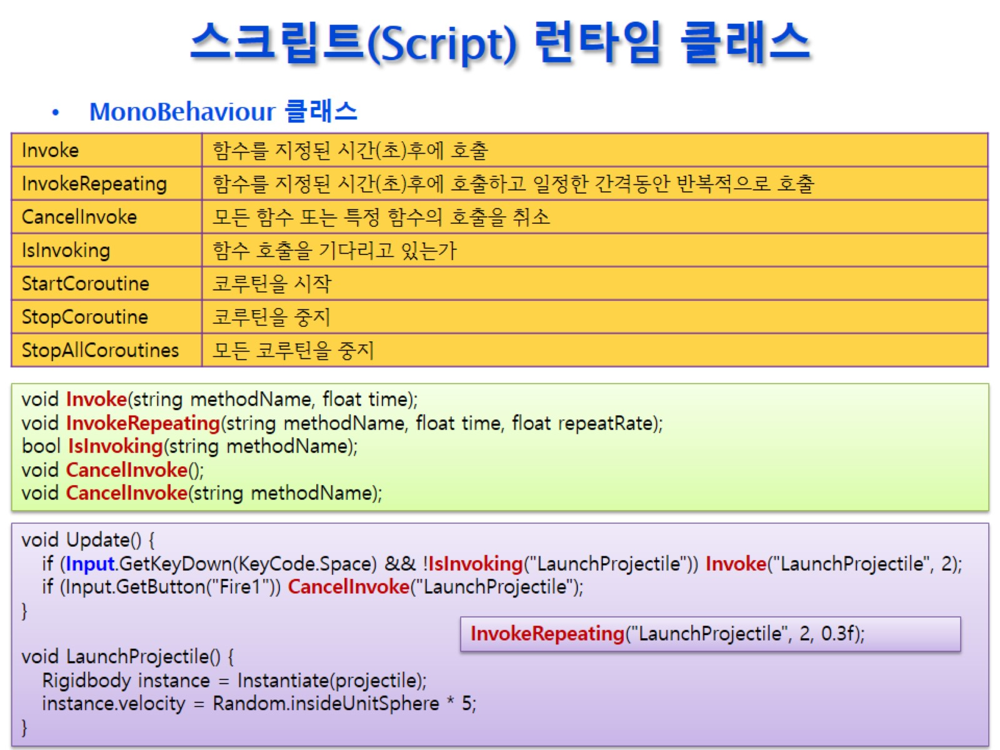 스크립트(Script) 런타임 클래스
• MonoBehaviour 클래스
Invoke 함수를 지정된 시간(초)후에 호출
InvokeRepeating 함수를 지정된 시간(초)후에 호출하고 일정한 간격동안 반복적으로 호출
CancelInvoke 모든 함수 또는 특정 함수의 호출을 취소
IsInvoking 함수 호출을 기다리고 있는가
StartCoroutine 코루틴을 시작
StopCoroutine 코루틴을 중지
StopAllCoroutines 모든 코루틴을 중지
void Invoke(string methodName, float time);
void InvokeRepeating(string methodName, float time, float repeatRate);
bool IsInvoking(string methodName);
void CancelInvoke();
void CancelInvoke(string methodName);
void Update() {
if (Input.GetKeyDown(KeyCode.Space) && !IsInvoking("LaunchProjectile")) Invoke("LaunchProjectile", 2);
if (Input.GetButton("Fire1")) CancelInvoke("LaunchProjectile");
}
InvokeRepeating("LaunchProjectile", 2, 0.3f);
void LaunchProjectile() {
Rigidbody instance = Instantiate(projectile);
instance.velocity = Random.insideUnitSphere * 5;
}